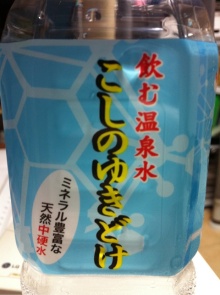 飲む温泉水
こしのゆきどけ
ミネラル豊富な
天然中硬水